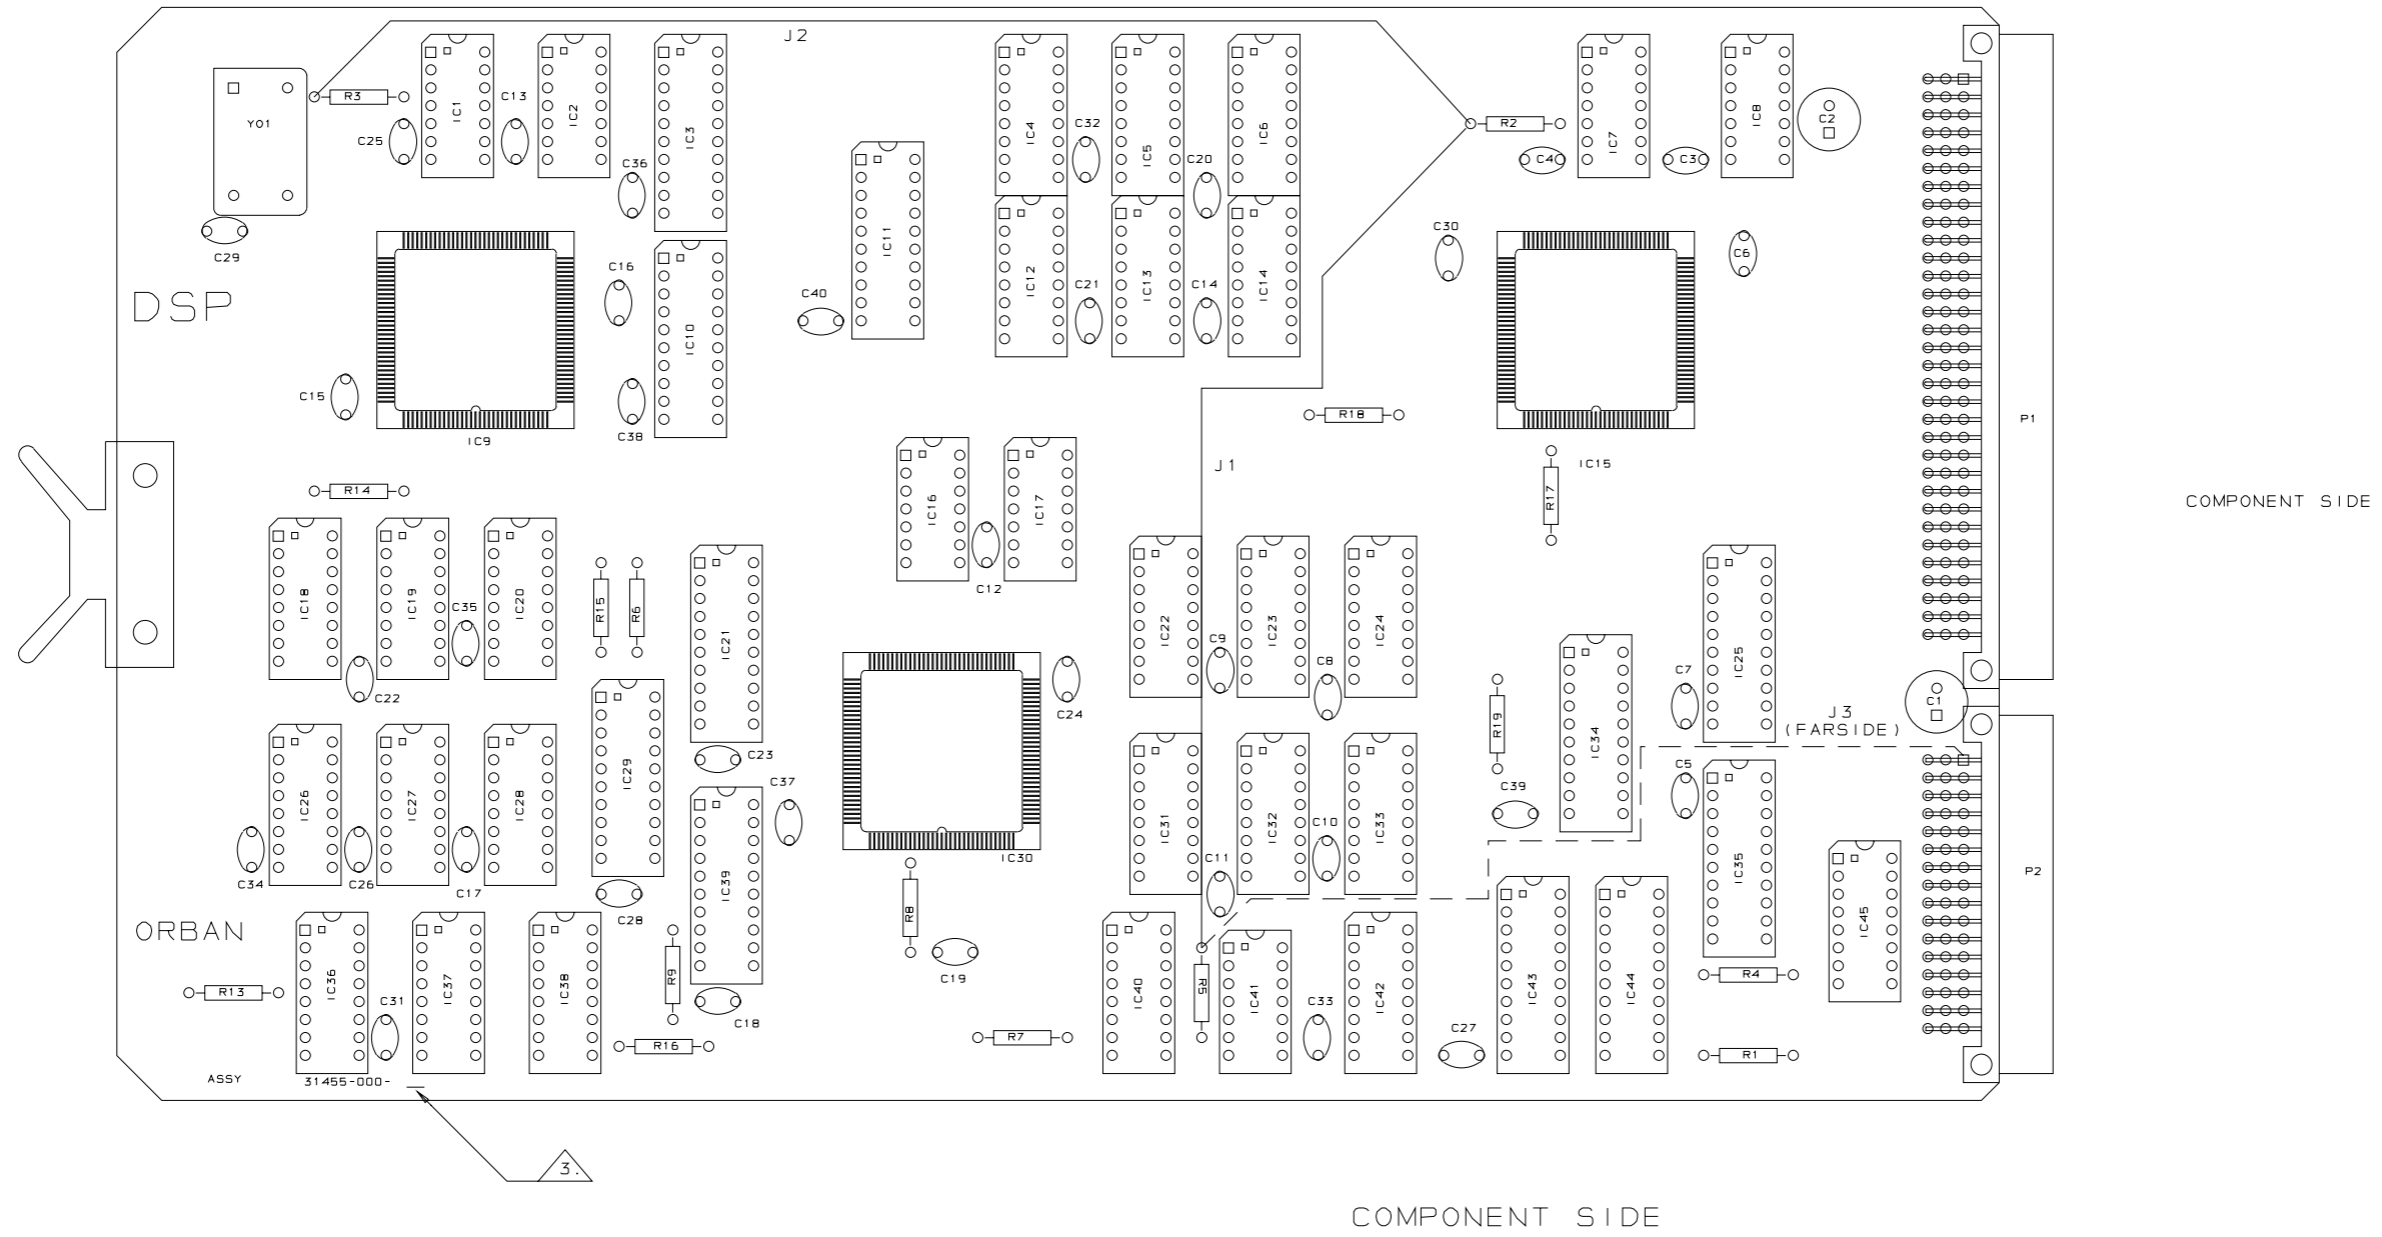 J2
R3
C13
IC1
IC2
IC3
Y01
C25
C36
IC4
C32
IC5
C20
IC6
R2
IC7
IC8
C2
C4
C3
C29
DSP
C16
IC11
C40
IC10
IC12
C21
IC13
C14
IC14
C30
C6
C15
IC9
C38
R18
P1
J1
IC15
COMPONENT SIDE
R14
IC16
IC17
R17
C12
IC18
IC19
C35
IC20
R15
R6
IC21
IC22
C9
IC23
C8
IC24
IC25
C22
C24
C7
R19
IC34
J3
(FARSIDE)
C1
C23
IC29
C37
C39
C5
IC26
IC27
IC28
IC31
IC32
C10
IC33
IC30
C11
IC35
P2
C34
C26
C17
C28
IC39
R8
IC45
ORBAN
IC36
IC37
IC38
R9
C19
IC40
R5
IC41
IC42
IC43
IC44
R4
R13
C31
C18
R16
R7
C33
C27
R1
ASSY 31455-000-
3.
COMPONENT SIDE